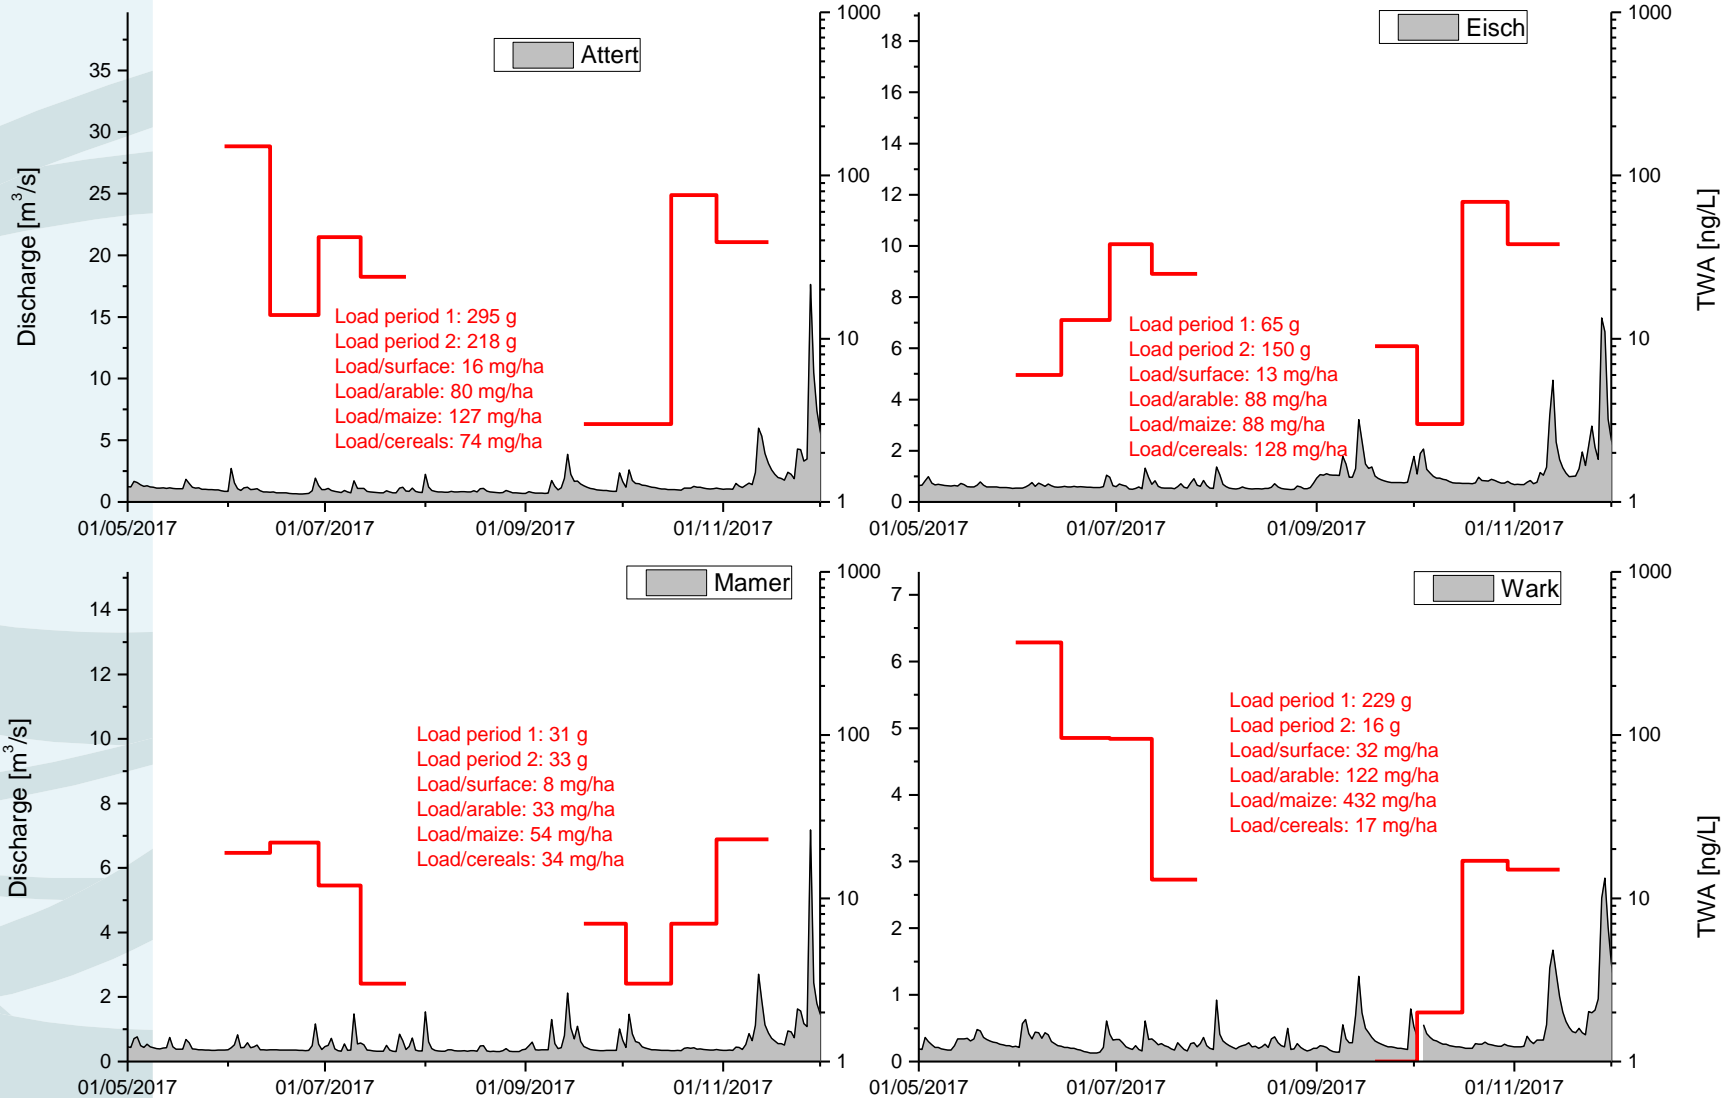 Attert
Discharge [m³/s]
35
30
25
20
15
10
5
0
1000
100
10
1
01/05/2017
01/07/2017
01/09/2017
01/11/2017
Load period 1: 295 g
Load period 2: 218 g
Load/surface: 16 mg/ha
Load/arable: 80 mg/ha
Load/maize: 127 mg/ha
Load/cereals: 74 mg/ha
Eisch
18
16
14
12
10
8
6
4
2
0
1000
100
10
1
TWA [ng/L]
01/05/2017
01/07/2017
01/09/2017
01/11/2017
Load period 1: 65 g
Load period 2: 150 g
Load/surface: 13 mg/ha
Load/arable: 88 mg/ha
Load/maize: 88 mg/ha
Load/cereals: 128 mg/ha
Mamer
Discharge [m³/s]
14
12
10
8
6
4
2
0
1000
100
10
1
01/05/2017
01/07/2017
01/09/2017
01/11/2017
Load period 1: 31 g
Load period 2: 33 g
Load/surface: 8 mg/ha
Load/arable: 33 mg/ha
Load/maize: 54 mg/ha
Load/cereals: 34 mg/ha
Wark
7
6
5
4
3
2
1
0
1000
100
10
1
TWA [ng/L]
01/05/2017
01/07/2017
01/09/2017
01/11/2017
Load period 1: 229 g
Load period 2: 16 g
Load/surface: 32 mg/ha
Load/arable: 122 mg/ha
Load/maize: 432 mg/ha
Load/cereals: 17 mg/ha